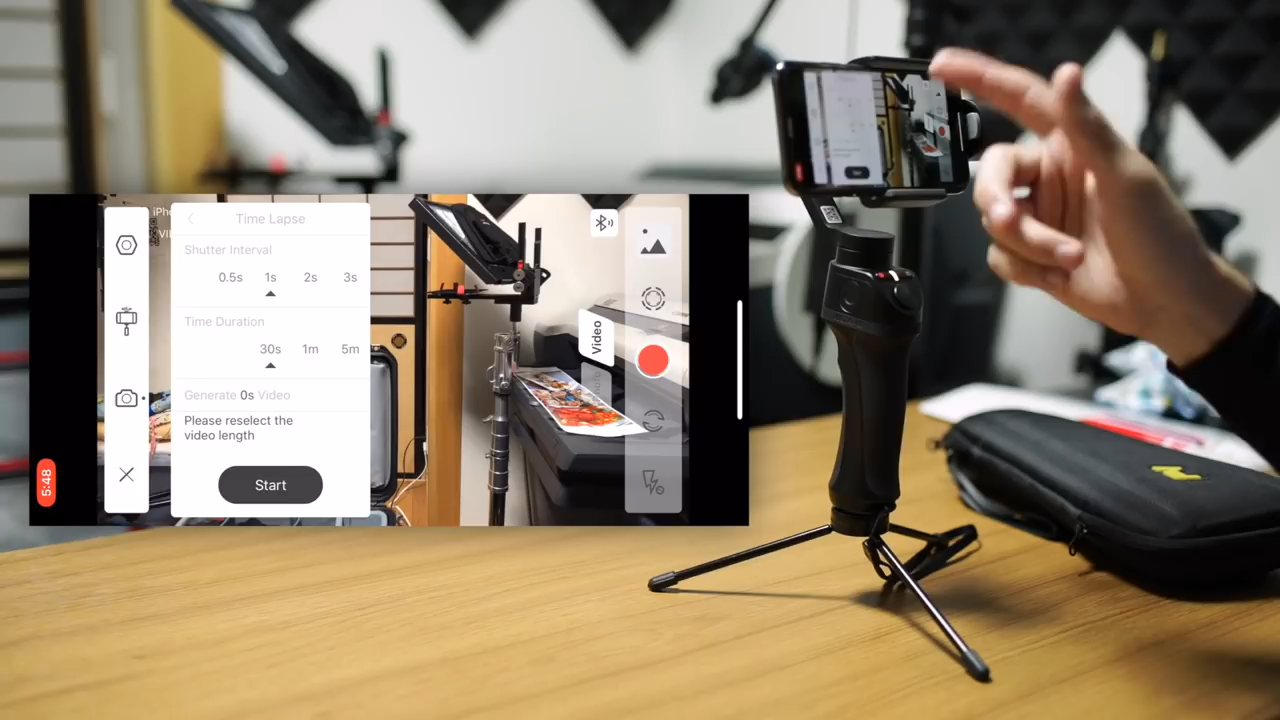 Time Lapse
Shutter Interval
0.5s 1s 2s 3s
Time Duration
30s 1m 5m
Generate 0s Video
Please reselect the
video length
Start
Video
5:48